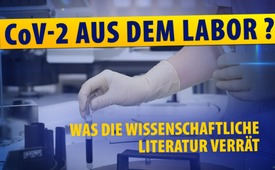 CoV-2 AUS DEM LABOR ?
WAS DIE WISSENSCHAFTLICHE
LITERATUR VERRÄT